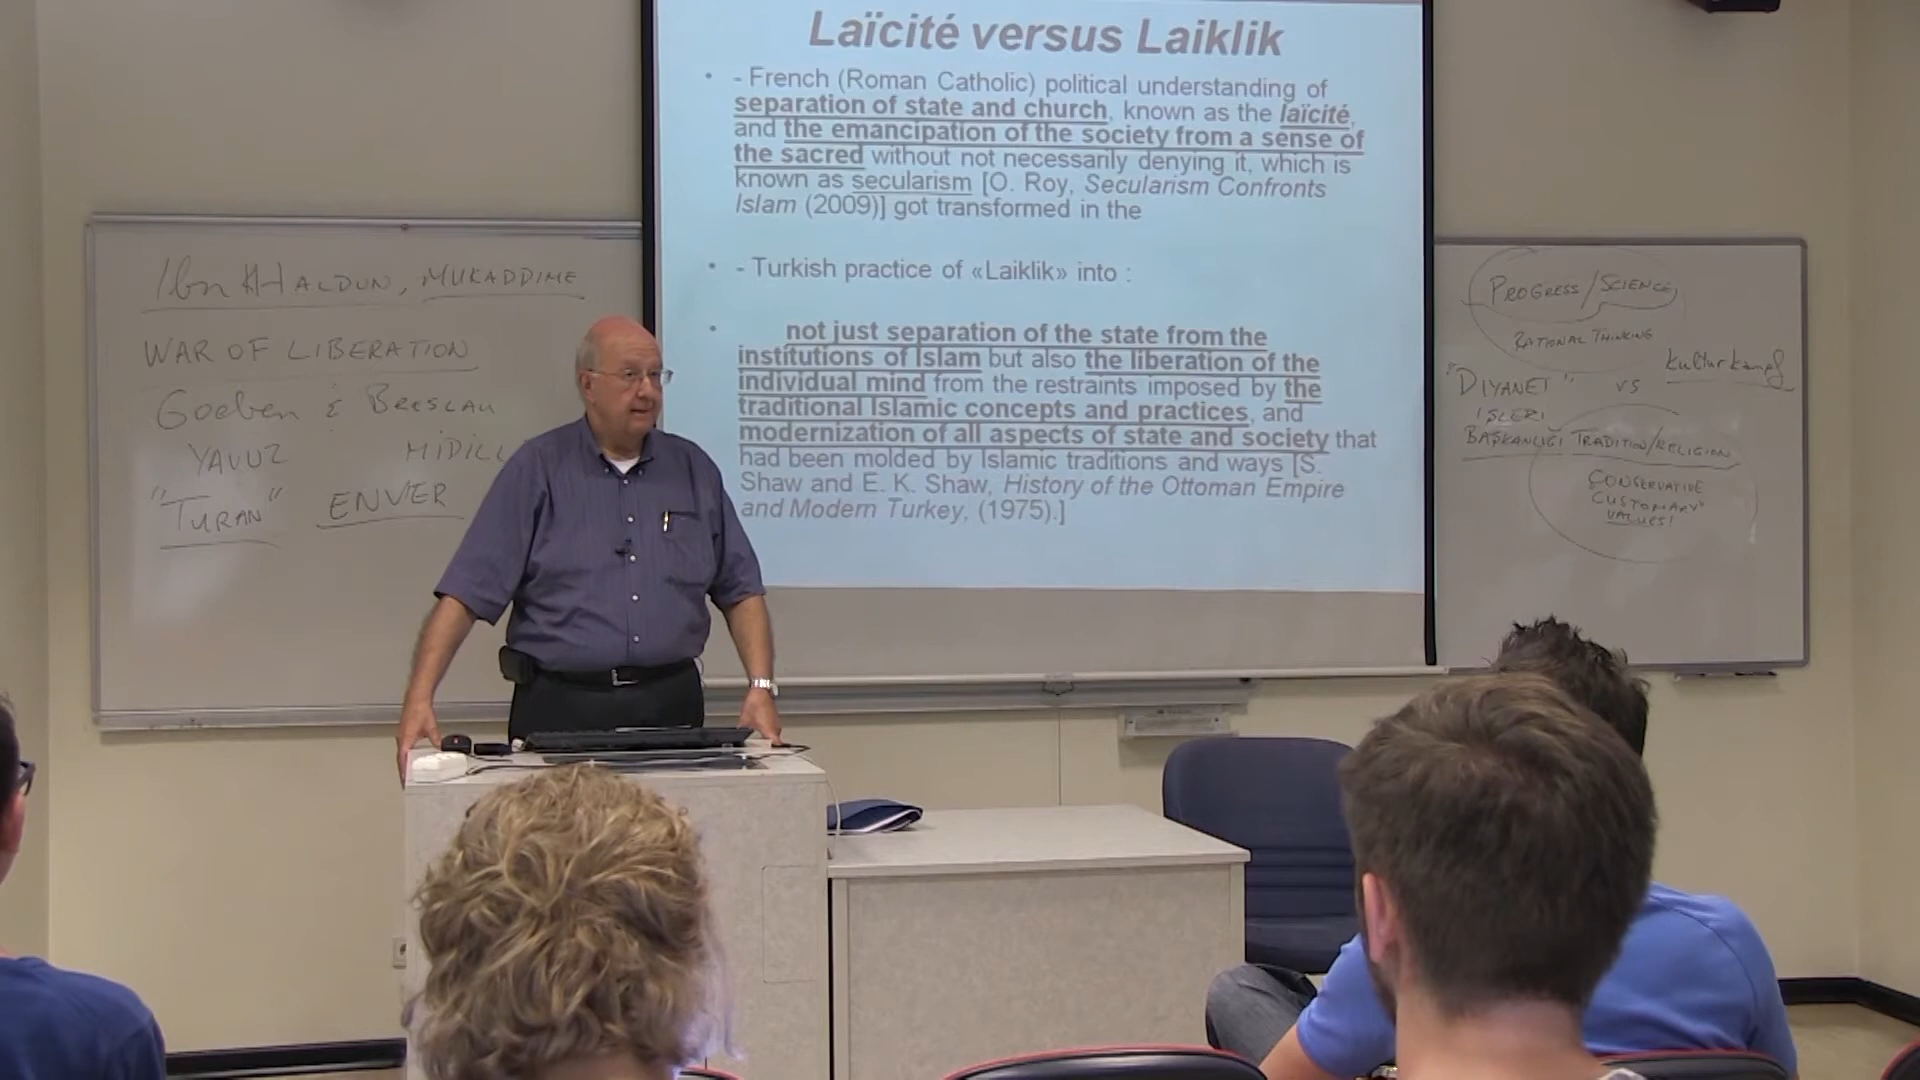 Ibn HALDUN, MUKADDIME
WAR OF LIBERATION
Goeben & BRESLAU
YAVUZ MİDİLL
"TURAN" ENVER
Laïcité versus Laiklik
• - French (Roman Catholic) political understanding of
separation of state and church, known as the laïcité,
and the emancipation of the society from a sense of
the sacred without not necessarily denying it, which is
known as secularism [O. Roy, Secularism Confronts
Islam (2009)] got transformed in the
• - Turkish practice of «Laiklik» into :
• not just separation of the state from the
institutions of Islam but also the liberation of the
individual mind from the restraints imposed by the
traditional Islamic concepts and practices, and
modernization of all aspects of state and society that
had been molded by Islamic traditions and ways [S.
Shaw and E. K. Shaw, History of the Ottoman Empire
and Modern Turkey, (1975).]
PROGRESS/SCIENCE
RATIONAL THINKING
"DIYANET" VS Kulturkampf
İŞLERİ
BAŞKANLIĞI TRADITION/RELIGION
CONSERVATIVE
CUSTOMARY
VALUES!